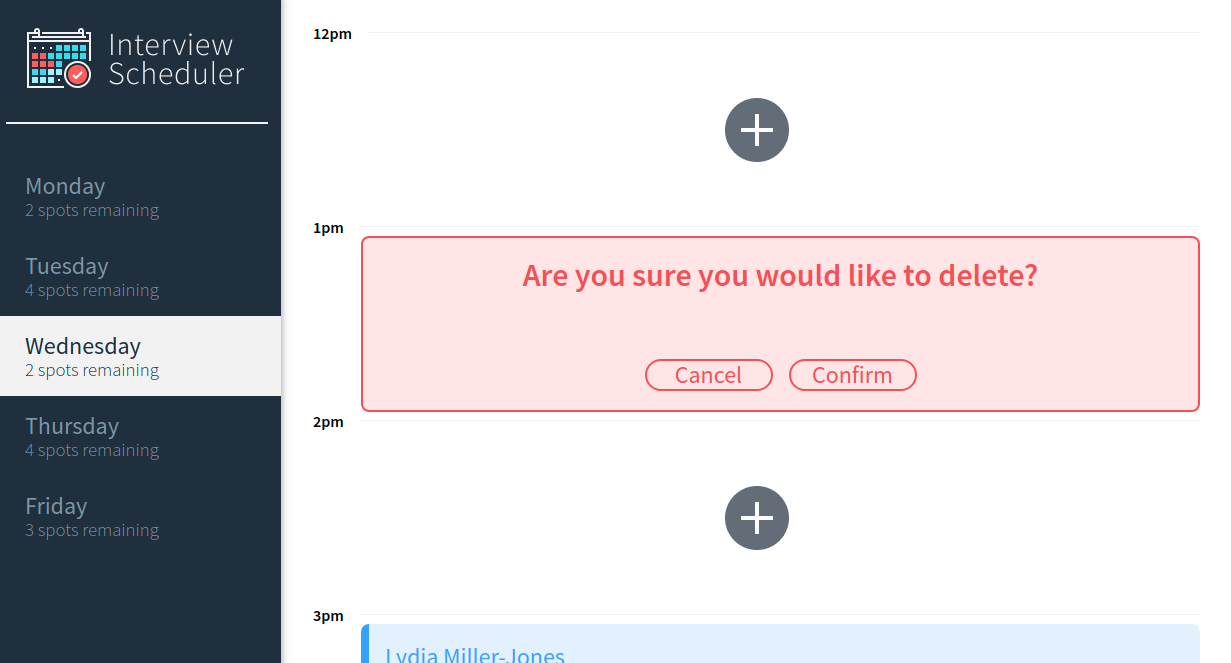 Interview
Scheduler
Monday
2 spots remaining
Tuesday
4 spots remaining
Wednesday
2 spots remaining
Thursday
4 spots remaining
Friday
3 spots remaining
12pm
1pm
Are you sure you would like to delete?
Cancel Confirm
2pm
3pm
Lydia Miller-Jones